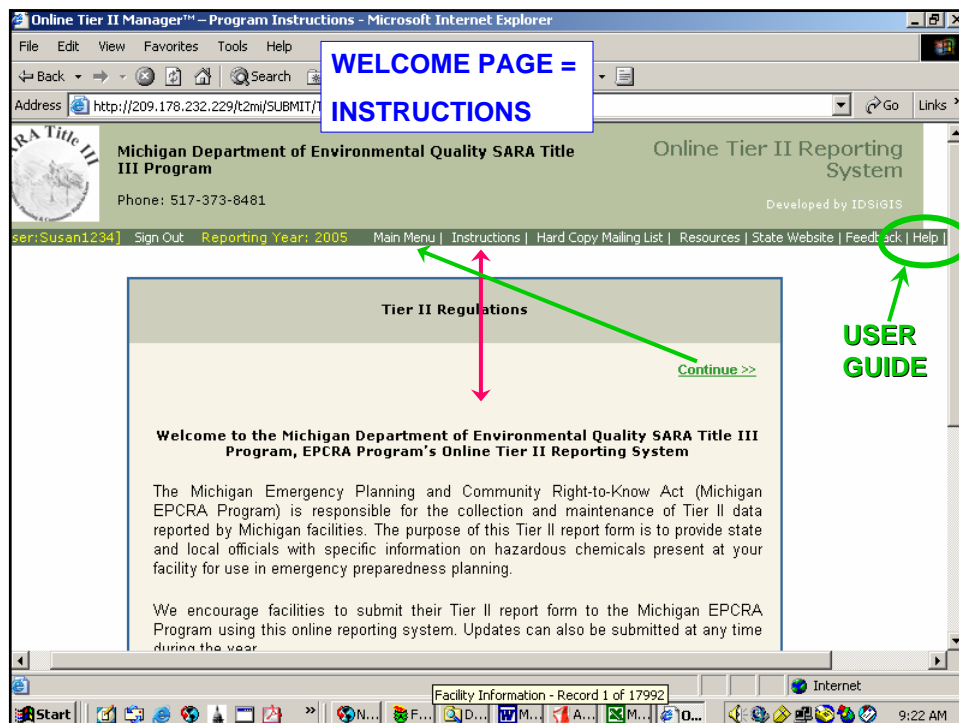 Online Tier II Manager™ – Program Instructions - Microsoft Internet Explorer
File Edit View Favorites Tools Help
WELCOME PAGE =
INSTRUCTIONS
Back Search
Address http://209.178.232.229/t2mi/SUBMIT/ Go Links »
RA Title
Michigan Department of Environmental Quality SARA Title
III Program
Phone: 517-373-8481
Online Tier II Reporting
System
Developed by IDSiGIS
ser:Susan1234] Sign Out Reporting Year: 2005 Main Menu | Instructions | Hard Copy Mailing List | Resources | State Website | Feedback | Help |
USER
GUIDE
Tier II Regulations
Continue >>
Welcome to the Michigan Department of Environmental Quality SARA Title III
Program, EPCRA Program's Online Tier II Reporting System
The Michigan Emergency Planning and Community Right-to-Know Act (Michigan
EPCRA Program) is responsible for the collection and maintenance of Tier II data
reported by Michigan facilities. The purpose of this Tier II report form is to provide state
and local officials with specific information on hazardous chemicals present at your
facility for use in emergency preparedness planning.
We encourage facilities to submit their Tier II report form to the Michigan EPCRA
Program using this online reporting system. Updates can also be submitted at any time
during the year.
Facility Information - Record 1 of 17992
Internet
Start » N... F... D... M... A... M... O... 9:22 AM